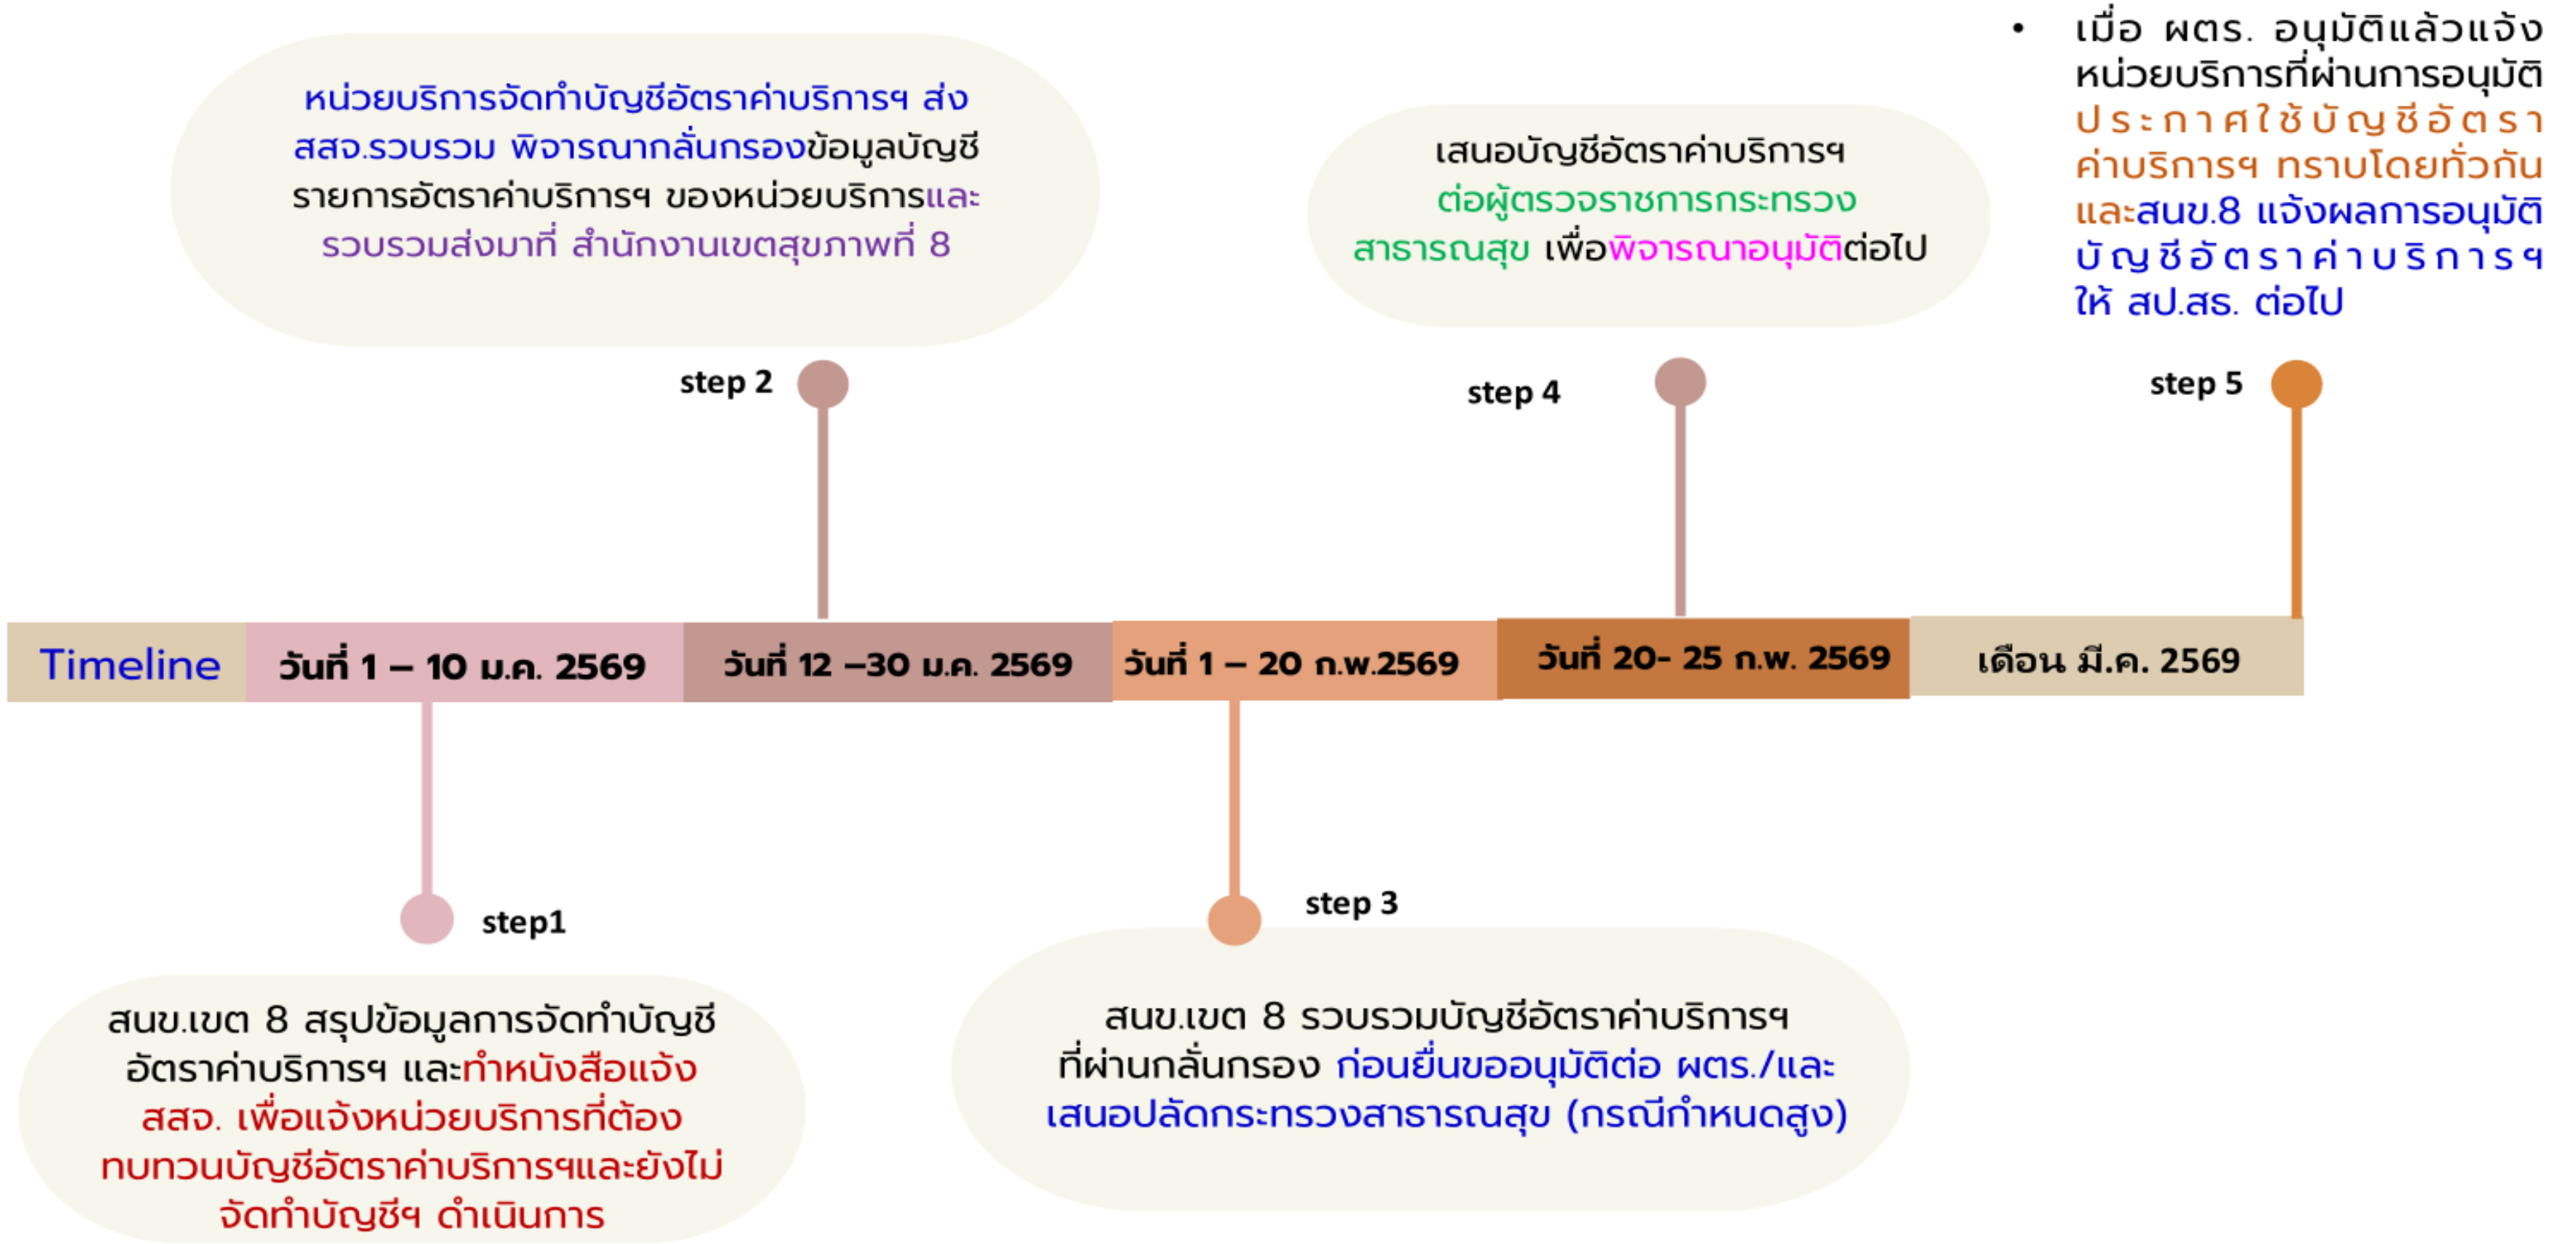 หน่วยบริการจัดทำบัญชีอัตราค่าบริการฯ ส่ง
สสจ.รวบรวม พิจารณากลั่นกรองข้อมูลบัญชี
รายการอัตราค่าบริการฯ ของหน่วยบริการและ
รวบรวมส่งมาที่ สำนักงานเขตสุขภาพที่ 8
step 2
เสนอบัญชีอัตราค่าบริการฯ
ต่อผู้ตรวจราชการกระทรวง
สาธารณสุข เพื่อพิจารณาอนุมัติต่อไป
step 4
• เมื่อ ผตร. อนุมัติแล้วแจ้ง
หน่วยบริการที่ผ่านการอนุมัติ
ประกาศใช้บัญชีอัตรา
ค่าบริการฯ ทราบโดยทั่วกัน
และสนข.8 แจ้งผลการอนุมัติ
บัญชีอัตราค่าบริการฯ
ให้ สป.สธ. ต่อไป
step 5
Timeline
วันที่ 1 – 10 ม.ค. 2569
วันที่ 12 –30 ม.ค. 2569
วันที่ 1 – 20 ก.พ.2569
วันที่ 20- 25 ก.พ. 2569
เดือน มี.ค. 2569
step1
สนข.เขต 8 สรุปข้อมูลการจัดทำบัญชี
อัตราค่าบริการฯ และทำหนังสือแจ้ง
สสจ. เพื่อแจ้งหน่วยบริการที่ต้อง
ทบทวนบัญชีอัตราค่าบริการฯและยังไม่
จัดทำบัญชีฯ ดำเนินการ
step 3
สนข.เขต 8 รวบรวมบัญชีอัตราค่าบริการฯ
ที่ผ่านกลั่นกรอง ก่อนยื่นขออนุมัติต่อ ผตร./และ
เสนอปลัดกระทรวงสาธารณสุข (กรณีกำหนดสูง)